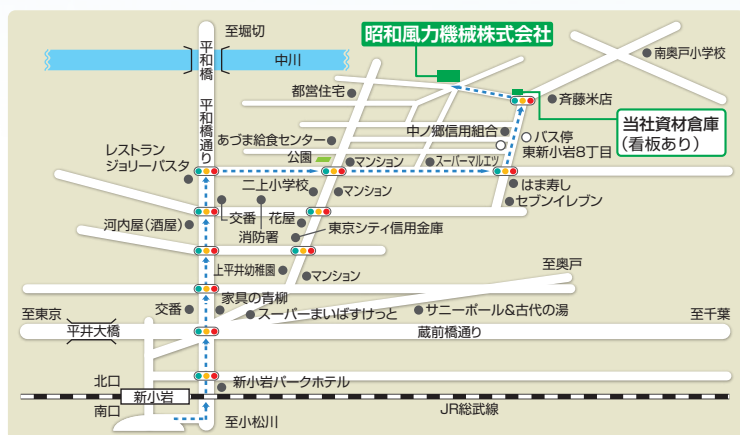 至堀切
昭和風力機械株式会社
平和橋
中川
南奥戸小学校
都営住宅
斉藤米店
平和橋通り
あづま給食センター
中ノ郷信用組合
バス停
東新小岩8丁目
当社資材倉庫
(看板あり)
レストラン
ジョリーパスタ
公園
マンション
スーパーマルエツ
二上小学校
マンション
はま寿し
セブンイレブン
交番
花屋
河内屋(酒屋)
消防署
東京シティ信用金庫
上平井幼稚園
マンション
至奥戸
家具の青柳
交番
スーパーまいばすけっと
サニーボール&古代の湯
至東京
至千葉
平井大橋
蔵前橋通り
北口
新小岩パークホテル
新小岩
JR総武線
南口
至小松川